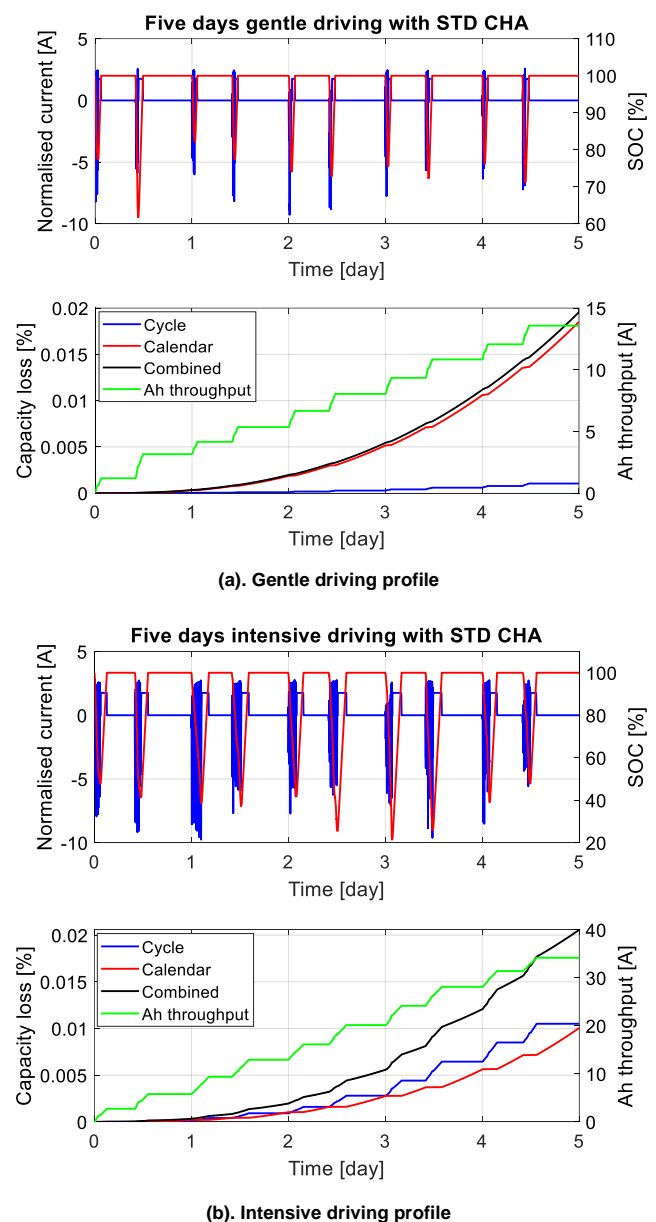 Five days gentle driving with STD CHA
Normalised current [A]
5
0
-5
-10
110
100
90
80
70
60
SOC [%]
0 1 2 3 4 5
Time [day]
Capacity loss [%]
0.02
0.015
0.01
0.005
0
Cycle
Calendar
Combined
Ah throughput
15
10
5
0
Ah throughput [A]
0 1 2 3 4 5
Time [day]
(a). Gentle driving profile
Five days intensive driving with STD CHA
Normalised current [A]
5
0
-5
-10
100
80
60
40
20
SOC [%]
0 1 2 3 4 5
Time [day]
Capacity loss [%]
0.02
0.015
0.01
0.005
0
Cycle
Calendar
Combined
Ah throughput
40
30
20
10
0
Ah throughput [A]
0 1 2 3 4 5
Time [day]
(b). Intensive driving profile